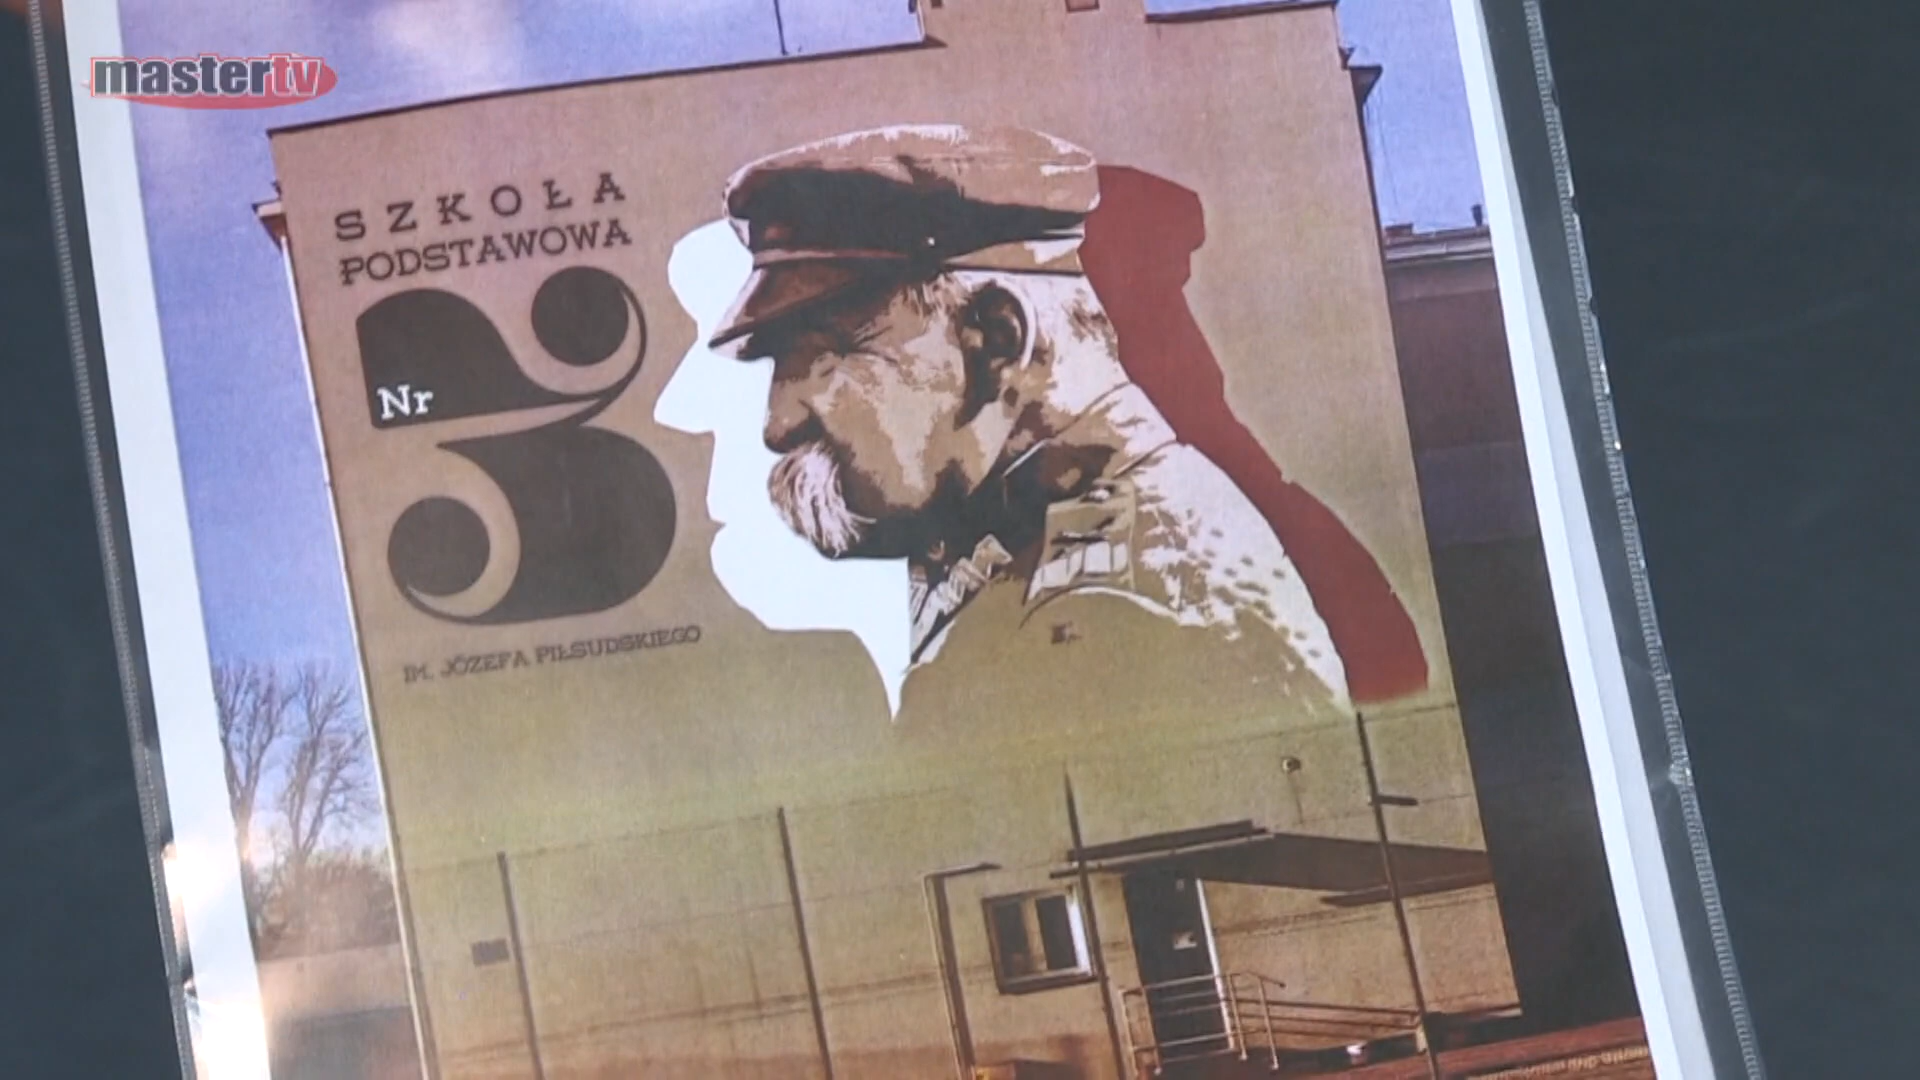 mastertv
SZKOŁA
PODSTAWOWA
Nr
3
IM. JÓZEFA PIŁSUDSKIEGO